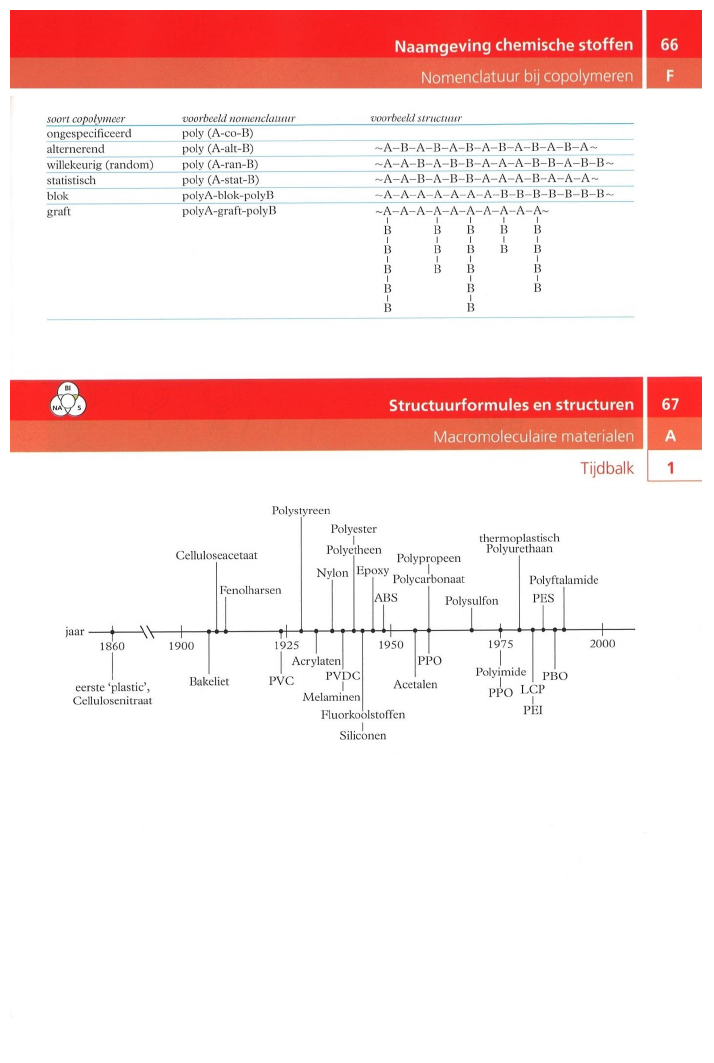 Naamgeving chemische stoffen 66
Nomenclatuur bij copolymeren F
soort copolymeer voorbeeld nomenclatuur voorbeeld structuur
ongespecificeerd poly (A-co-B)
alternerend poly (A-alt-B) ~A–B–A–B–A–B–A–B–A–B–A–B–A~
willekeurig (random) poly (A-ran-B) ~A–A–B–A–B–B–A–A–A–B–B–A–B–B~
statistisch poly (A-stat-B) ~A–A–B–A–B–B–A–A–A–B–A–A–A~
blok polyA-blok-polyB ~A–A–A–A–A–A–A–B–B–B–B–B–B–B~
graft polyA-graft-polyB ~A–A–A–A–A–A–A–A–A–A~
B B B B B
B B B B B
B B B B
B B B
B B
BI
NA S
Structuurformules en structuren 67
Macromoleculaire materialen A
Tijdbalk 1
Polystyreen
Polyester
thermoplastisch
Celluloseacetaat Polyetheen Polyurethaan
Polypropeen
Nylon Epoxy Polycarbonaat Polyftalamide
Fenolharsen ABS Polysulfon PES
jaar
1860 1900 1925 1950 1975 2000
Acrylaten PPO
eerste ‘plastic’, Bakeliet PVC PVDC Acetalen Polyimide PBO
Cellulosenitraat Melaminen PPO LCP
Fluorkoolstoffen PEI
Siliconen